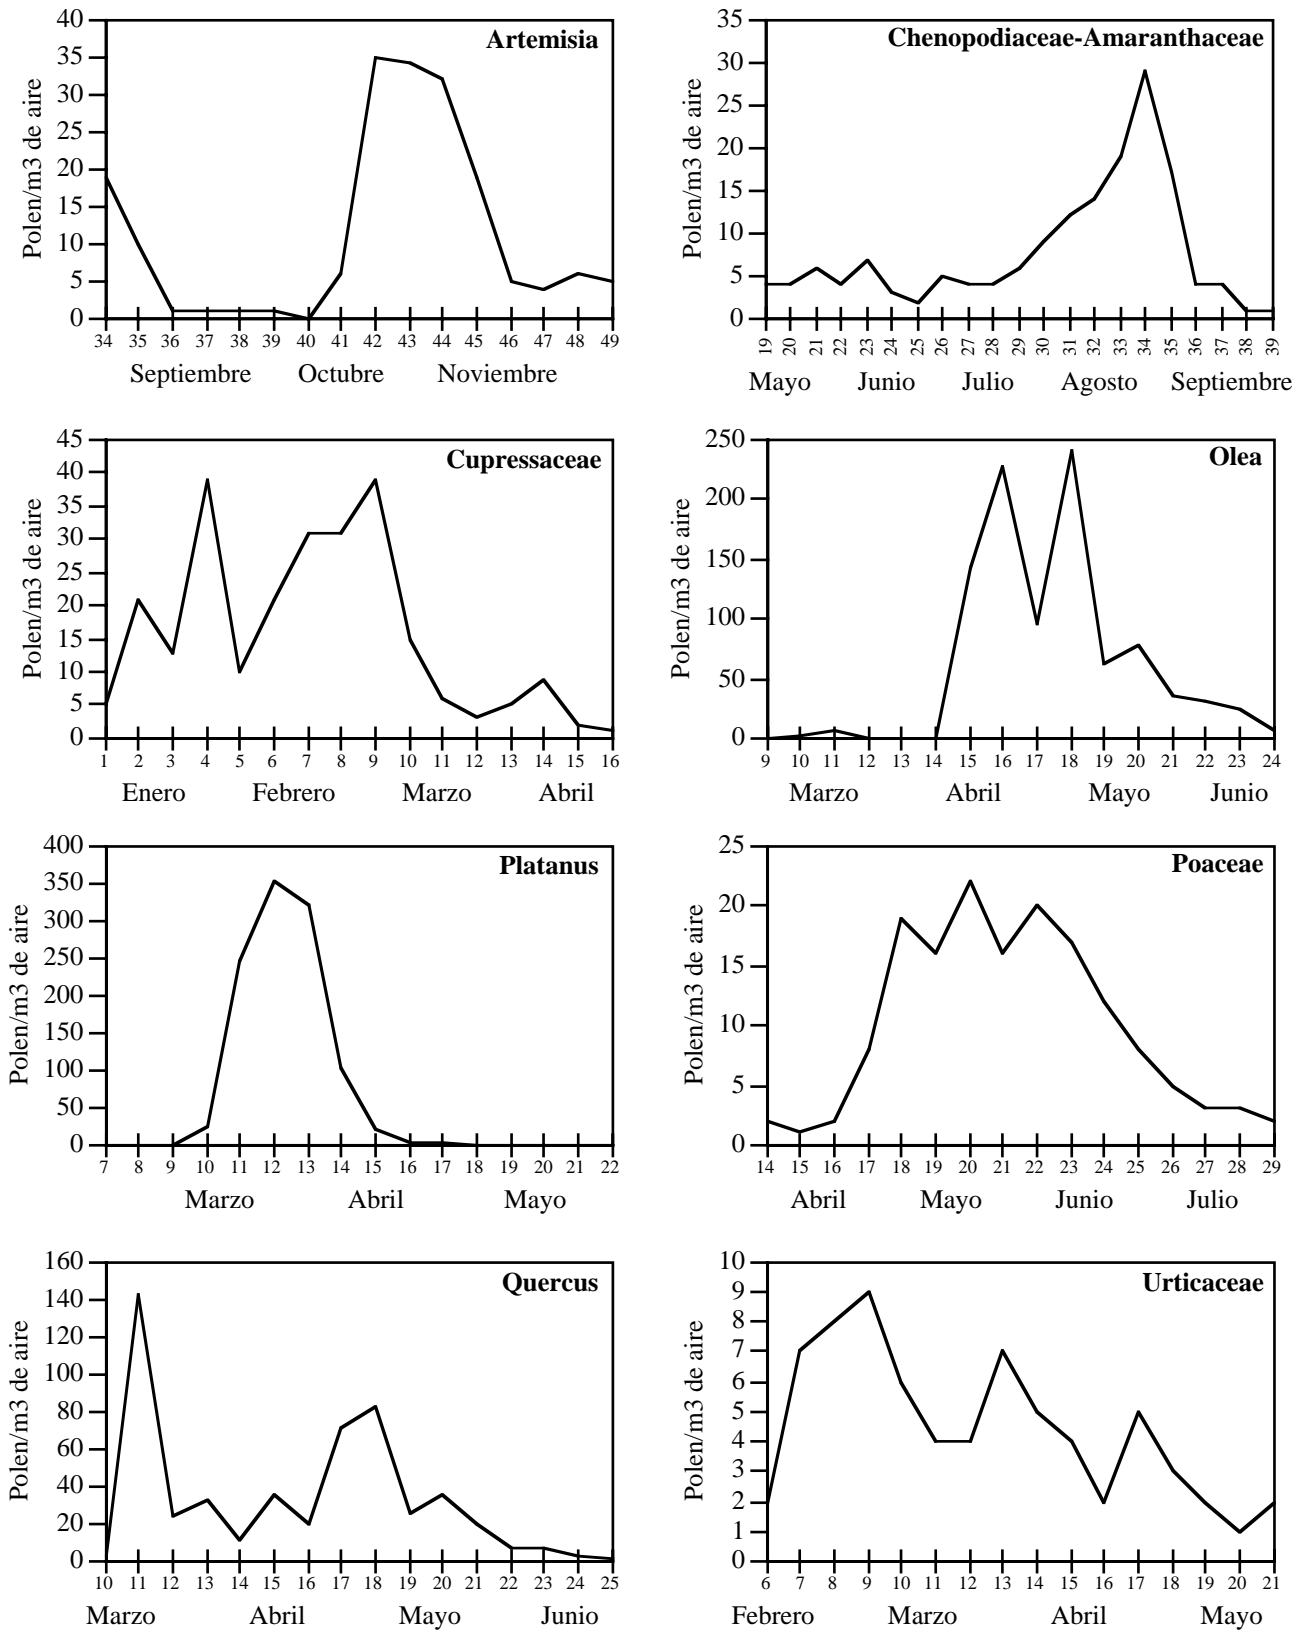 Artemisia
Polen/m3 de aire
40
35
30
25
20
15
10
5
0
34 35 36 37 38 39 40 41 42 43 44 45 46 47 48 49
Septiembre Octubre Noviembre
Chenopodiaceae-Amaranthaceae
Polen/m3 de aire
35
30
25
20
15
10
5
0
19 20 21 22 23 24 25 26 27 28 29 30 31 32 33 34 35 36 37 38 39
Mayo Junio Julio Agosto Septiembre
Cupressaceae
Polen/m3 de aire
45
40
35
30
25
20
15
10
5
0
1 2 3 4 5 6 7 8 9 10 11 12 13 14 15 16
Enero Febrero Marzo Abril
Olea
Polen/m3 de aire
250
200
150
100
50
0
9 10 11 12 13 14 15 16 17 18 19 20 21 22 23 24
Marzo Abril Mayo Junio
Platanus
Polen/m3 de aire
400
350
300
250
200
150
100
50
0
7 8 9 10 11 12 13 14 15 16 17 18 19 20 21 22
Marzo Abril Mayo
Poaceae
Polen/m3 de aire
25
20
15
10
5
0
14 15 16 17 18 19 20 21 22 23 24 25 26 27 28 29
Abril Mayo Junio Julio
Quercus
Polen/m3 de aire
160
140
120
100
80
60
40
20
0
10 11 12 13 14 15 16 17 18 19 20 21 22 23 24 25
Marzo Abril Mayo Junio
Urticaceae
Polen/m3 de aire
10
9
8
7
6
5
4
3
2
1
0
6 7 8 9 10 11 12 13 14 15 16 17 18 19 20 21
Febrero Marzo Abril Mayo